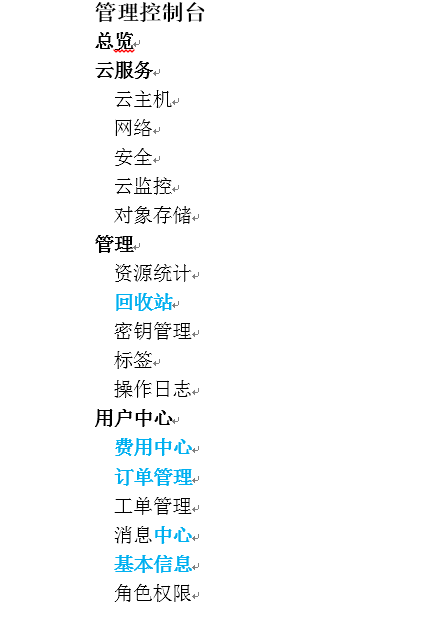 管理控制台
总览
云服务
云主机
网络
安全
云监控
对象存储
管理
资源统计
回收站
密钥管理
标签
操作日志
用户中心
费用中心
订单管理
工单管理
消息中心
基本信息
角色权限